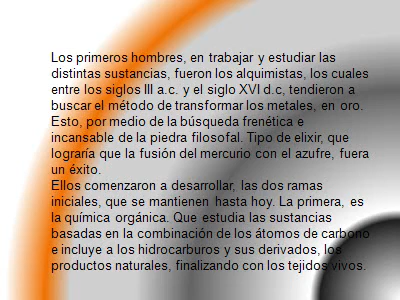 Los primeros hombres, en trabajar y estudiar las
distintas sustancias, fueron los alquimistas, los cuales
entre los siglos III a.c. y el siglo XVI d.c, tendieron a
buscar el método de transformar los metales, en oro.
Esto, por medio de la búsqueda frenética e
incansable de la piedra filosofal. Tipo de elixir, que
lograría que la fusión del mercurio con el azufre, fuera
un éxito.
Ellos comenzaron a desarrollar, las dos ramas
iniciales, que se mantienen hasta hoy. La primera, es
la química orgánica. Que estudia las sustancias
basadas en la combinación de los átomos de carbono
e incluye a los hidrocarburos y sus derivados, los
productos naturales, finalizando con los tejidos vivos.